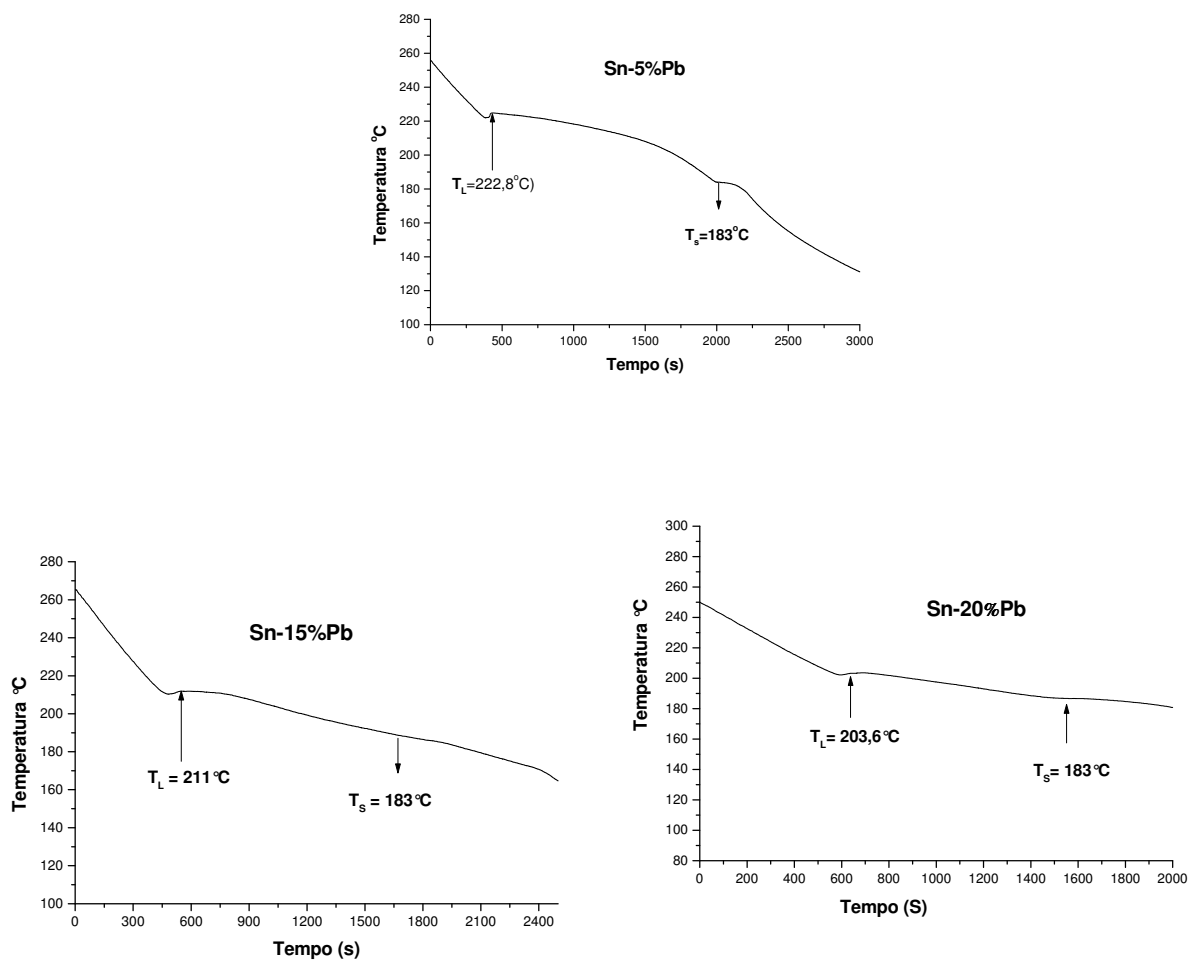 Sn-5%Pb
Temperatura °C
280
260
240
220
200
180
160
140
120
100
T_L=222,8°C)
T_s=183°C
0 500 1000 1500 2000 2500 3000
Tempo (s)
Sn-15%Pb
Temperatura °C
280
260
240
220
200
180
160
140
120
100
T_L = 211 °C
T_S = 183 °C
0 300 600 900 1200 1500 1800 2100 2400
Tempo (s)
Sn-20%Pb
Temperatura °C
300
280
260
240
220
200
180
160
140
120
100
80
T_L= 203,6 °C
T_S= 183 °C
0 200 400 600 800 1000 1200 1400 1600 1800 2000
Tempo (S)